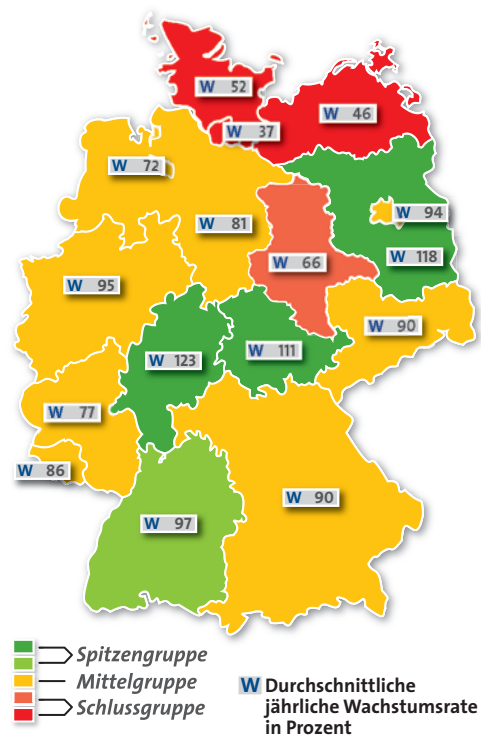 W 52
W 46
W 37
W 72
W 94
W 81
W 118
W 66
W 95
W 90
W 111
W 123
W 77
W 86
W 90
W 97
Spitzengruppe
Mittelgruppe
Schlussgruppe
W Durchschnittliche
jährliche Wachstumsrate
in Prozent